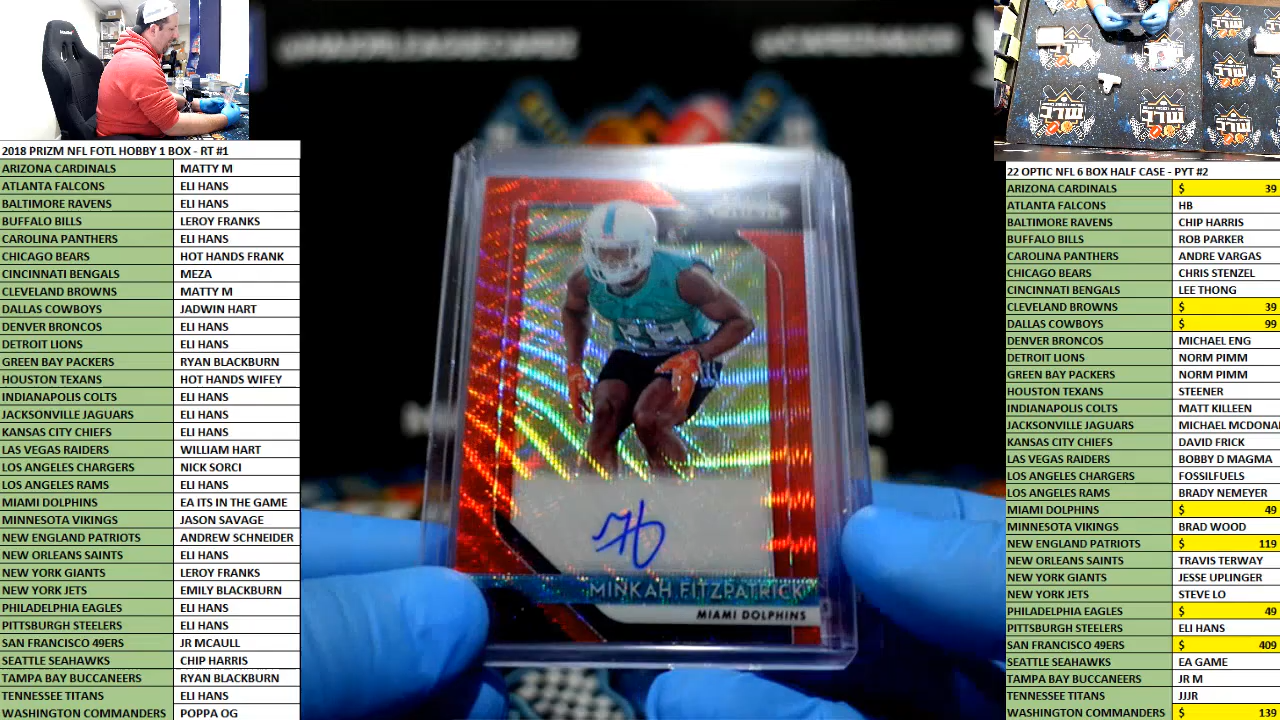 2018 PRIZM NFL FOTL HOBBY 1 BOX - RT #1
ARIZONA CARDINALS MATTY M
ATLANTA FALCONS ELI HANS
BALTIMORE RAVENS ELI HANS
BUFFALO BILLS LEROY FRANKS
CAROLINA PANTHERS ELI HANS
CHICAGO BEARS HOT HANDS FRANK
CINCINNATI BENGALS MEZA
CLEVELAND BROWNS MATTY M
DALLAS COWBOYS JADWIN HART
DENVER BRONCOS ELI HANS
DETROIT LIONS ELI HANS
GREEN BAY PACKERS RYAN BLACKBURN
HOUSTON TEXANS HOT HANDS WIFEY
INDIANAPOLIS COLTS ELI HANS
JACKSONVILLE JAGUARS ELI HANS
KANSAS CITY CHIEFS ELI HANS
LAS VEGAS RAIDERS WILLIAM HART
LOS ANGELES CHARGERS NICK SORCI
LOS ANGELES RAMS ELI HANS
MIAMI DOLPHINS EA ITS IN THE GAME
MINNESOTA VIKINGS JASON SAVAGE
NEW ENGLAND PATRIOTS ANDREW SCHNEIDER
NEW ORLEANS SAINTS ELI HANS
NEW YORK GIANTS LEROY FRANKS
NEW YORK JETS EMILY BLACKBURN
PHILADELPHIA EAGLES ELI HANS
PITTSBURGH STEELERS ELI HANS
SAN FRANCISCO 49ERS JR MCAULL
SEATTLE SEAHAWKS CHIP HARRIS
TAMPA BAY BUCCANEERS RYAN BLACKBURN
TENNESSEE TITANS ELI HANS
WASHINGTON COMMANDERS POPPA OG
MINKAH FITZPATRICK
MIAMI DOLPHINS
22 OPTIC NFL 6 BOX HALF CASE - PYT #2
ARIZONA CARDINALS $ 39
ATLANTA FALCONS HB
BALTIMORE RAVENS CHIP HARRIS
BUFFALO BILLS ROB PARKER
CAROLINA PANTHERS ANDRE VARGAS
CHICAGO BEARS CHRIS STENZEL
CINCINNATI BENGALS LEE THONG
CLEVELAND BROWNS $ 39
DALLAS COWBOYS $ 99
DENVER BRONCOS MICHAEL ENG
DETROIT LIONS NORM PIMM
GREEN BAY PACKERS NORM PIMM
HOUSTON TEXANS STEENER
INDIANAPOLIS COLTS MATT KILLEEN
JACKSONVILLE JAGUARS MICHAEL MCDONA
KANSAS CITY CHIEFS DAVID FRICK
LAS VEGAS RAIDERS BOBBY D MAGMA
LOS ANGELES CHARGERS FOSSILFUELS
LOS ANGELES RAMS BRADY NEMEYER
MIAMI DOLPHINS $ 49
MINNESOTA VIKINGS BRAD WOOD
NEW ENGLAND PATRIOTS $ 119
NEW ORLEANS SAINTS TRAVIS TERWAY
NEW YORK GIANTS JESSE UPLINGER
NEW YORK JETS STEVE LO
PHILADELPHIA EAGLES $ 49
PITTSBURGH STEELERS ELI HANS
SAN FRANCISCO 49ERS $ 409
SEATTLE SEAHAWKS EA GAME
TAMPA BAY BUCCANEERS JR M
TENNESSEE TITANS JJJR
WASHINGTON COMMANDERS $ 139